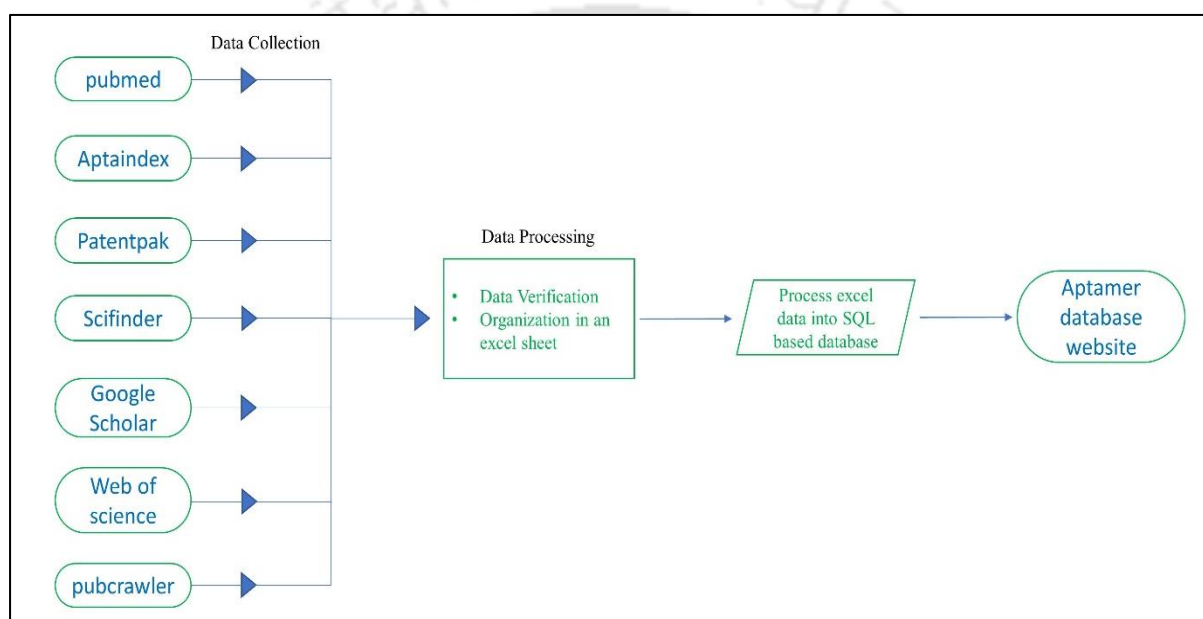 Data Collection
pubmed
Aptaindex
Patentpak
Scifinder
Google
Scholar
Web of
science
pubcrawler
Data Processing
• Data Verification
• Organization in an
excel sheet
Process excel
data into SQL
based database
Aptamer
database
website